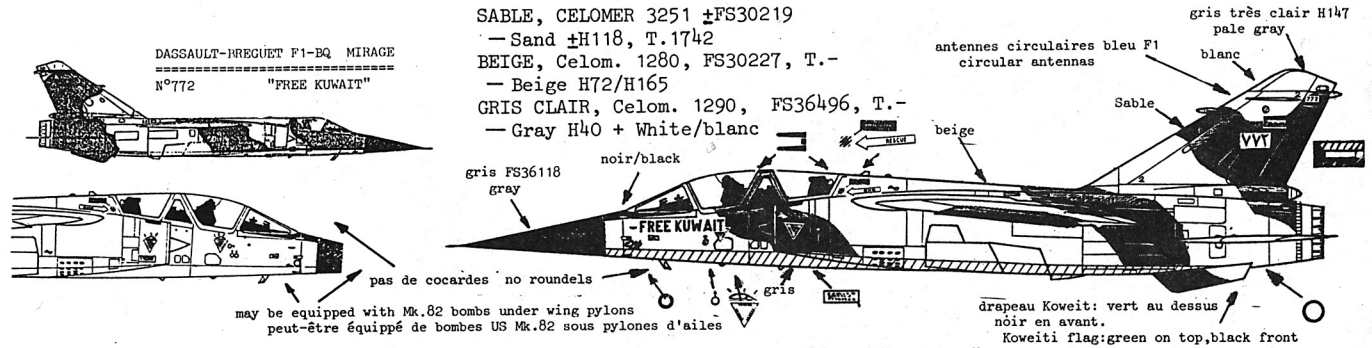 DASSAULT-BREGUET F1-BQ MIRAGE
==============================
N°772 "FREE KUWAIT"
SABLE, CELOMER 3251 ±FS30219
— Sand ±H118, T.1742
BEIGE, Celom. 1280, FS30227, T.-
— Beige H72/H165
GRIS CLAIR, Celom. 1290, FS36496, T.-
— Gray H40 + White/blanc
gris très clair H147
pale gray
antennes circulaires bleu F1
circular antennas
blanc
Sable
2
771
٧٧٢
beige
RESCUE
noir/black
gris FS36118
gray
-FREE KUWAIT
2
pas de cocardes no roundels
gris
may be equipped with Mk.82 bombs under wing pylons
peut-être équippé de bombes US Mk.82 sous pylones d'ailes
drapeau Koweit: vert au dessus
noir en avant.
Koweiti flag:green on top,black front